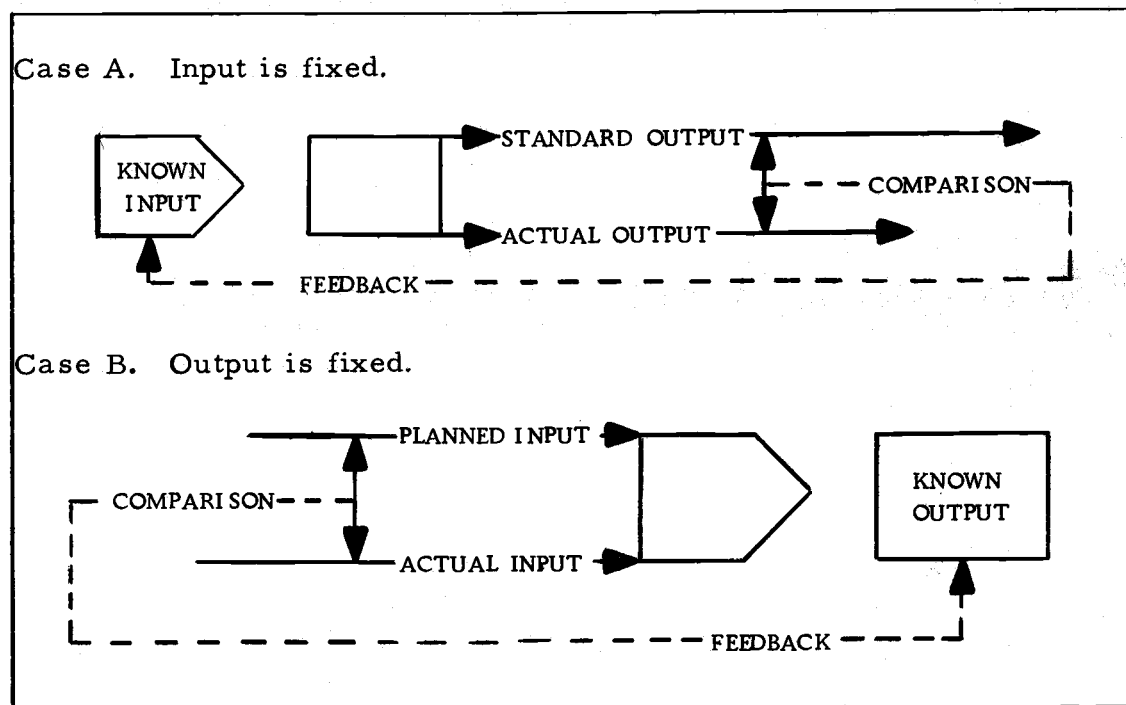 Case A. Input is fixed.
KNOWN
INPUT
STANDARD OUTPUT
COMPARISON
ACTUAL OUTPUT
FEEDBACK
Case B. Output is fixed.
PLANNED INPUT
COMPARISON
KNOWN
OUTPUT
ACTUAL INPUT
FEEDBACK